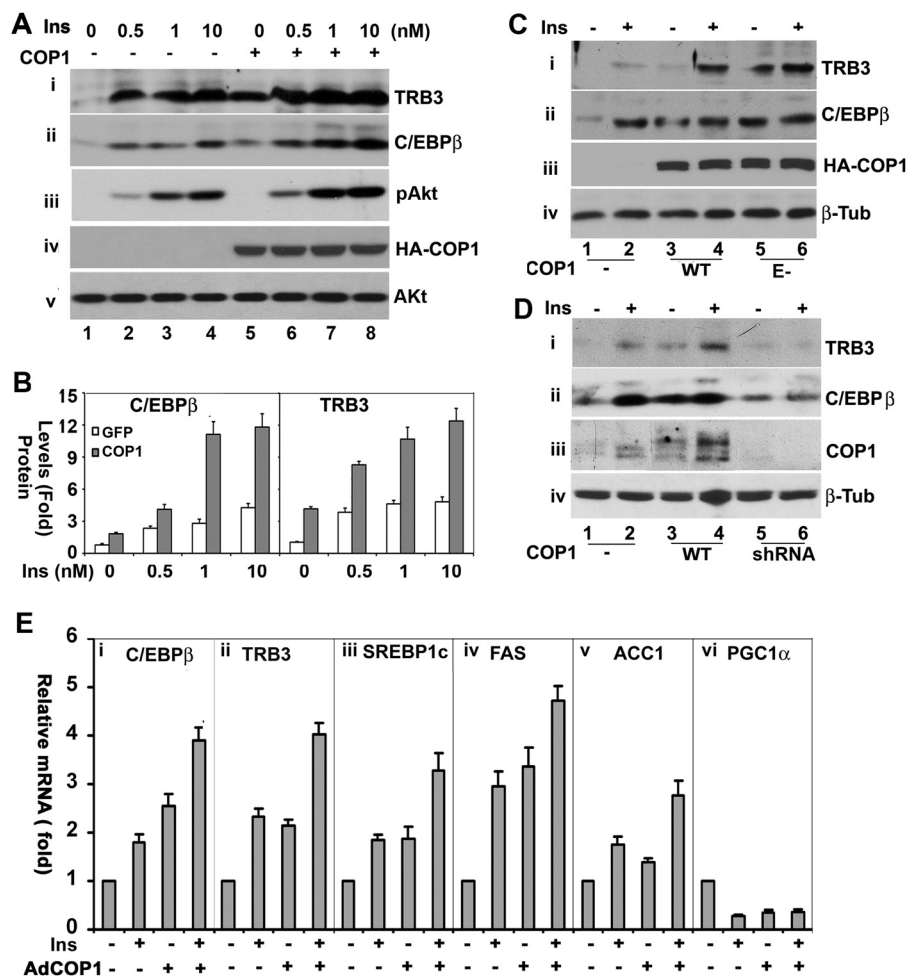 A
Ins 0 0.5 1 10 0 0.5 1 10 (nM)
COP1 - - - - + + + +
i TRB3
ii C/EBPβ
iii pAkt
iv HA-COP1
v AKt
1 2 3 4 5 6 7 8
B
C/EBPβ TRB3
GFP
COP1
Levels (Fold)
Protein
15
12
9
6
3
0
0 0.5 1 10 0 0.5 1 10
Ins (nM)
C
Ins - + - + - +
i TRB3
ii C/EBPβ
iii HA-COP1
iv β-Tub
1 2 3 4 5 6
COP1 - WT E-
D
Ins - + - + - +
i TRB3
ii C/EBPβ
iii COP1
iv β-Tub
1 2 3 4 5 6
COP1 - WT shRNA
E
Relative mRNA ( fold)
6
5
4
3
2
1
0
i C/EBPβ
ii TRB3
iii SREBP1c
iv FAS
v ACC1
vi PGC1α
Ins - + - + - + - + - + - + - + - + - + - + - + - +
AdCOP1 - - + + - - + + - - + + - - + + - - + + - - + +